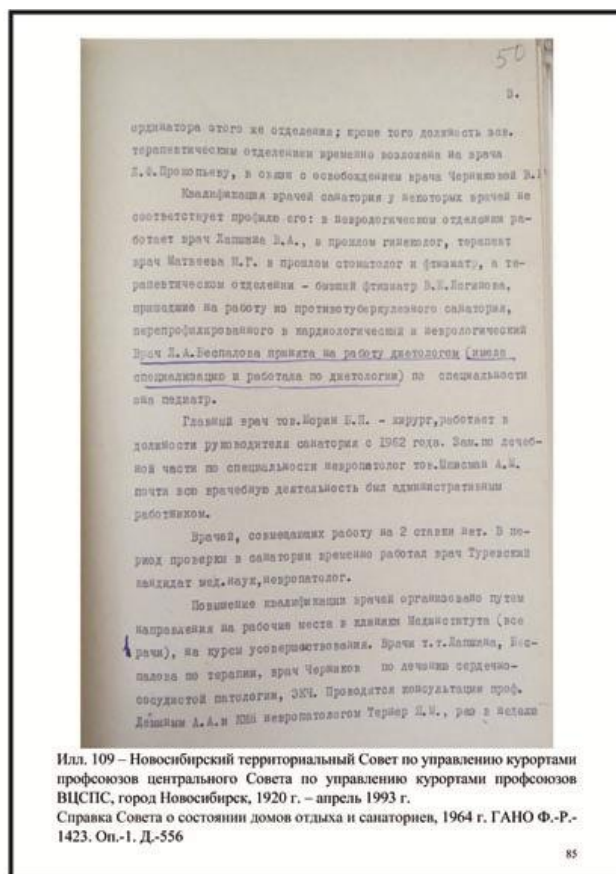 50
3.
ординатора этого же отделения; кроме того должность зав.
терапевтическим отделением временно возложена на врача
Л.Ф.Прокопьеву, в связи с освобождением врача Черниковой В.
Квалификация врачей санатория у некоторых врачей не
соответствует профилю его: в неврологическом отделении ра-
ботает врач Лапшина В.А., в прошлом гинеколог, терапевт
врач Матвеева М.Г. в прошлом стоматолог и фтизиатр, а те-
рапевтическом отделении - бывший фтизиатр В.К.Логинова,
пришедшие на работу из противотуберкулезного санатория,
перепрофилированного в кардиологический и неврологический
Врач Л.А.Беспалова принята на работу диетологом (имела
специализацию и работала по диетологии) по специальности
она педиатр.
Главный врач тов.Морин Б.П. - хирург,работает в
должности руководителя санатория с 1962 года. Зам.по лечеб-
ной части по специальности невропатолог тов. А.М.
почти всю врачебную деятельность был административным
работником.
Врачей, совмещающих работу на 2 ставки нет. В пе-
риод проверки в санатории временно работал врач Туревский
кандидат мед.наук,невропатолог.
Повышение квалификации врачей организовано путем
направления на рабочие места в клиники Мединститута (все
рачи), на курсы усовершенствования. Врачи т.т.Лапшина, Бес-
палова по терапии, врач Черников по лечению сердечно-
сосудистой патологии, ЭКГ. Проводятся консультации проф.
Дёминым А.А.и КМН невропатологом Тернер Я.М., раз в неделю
Илл. 109 – Новосибирский территориальный Совет по управлению курортами
профсоюзов центрального Совета по управлению курортами профсоюзов
ВЦСПС, город Новосибирск, 1920 г. – апрель 1993 г.
Справка Совета о состоянии домов отдыха и санаториев, 1964 г. ГАНО Ф.-Р.-
1423. Оп.-1. Д.-556
85